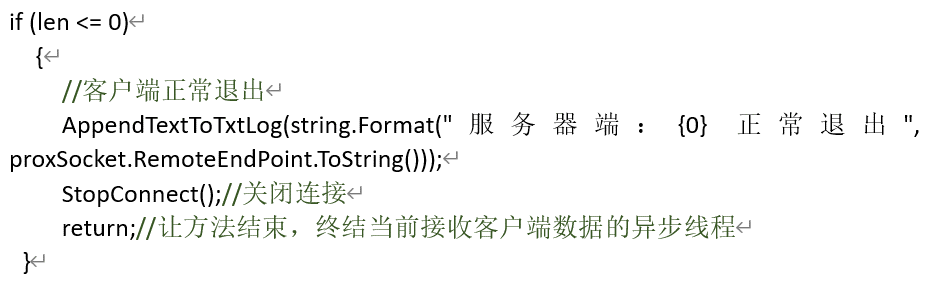 if (len <= 0)↵
{↵
//客户端正常退出↵
AppendTextToTxtLog(string.Format("服务器端：{0} 正常退出",
proxSocket.RemoteEndPoint.ToString()));↵
StopConnect();//关闭连接↵
return;//让方法结束，终结当前接收客户端数据的异步线程↵
}↵